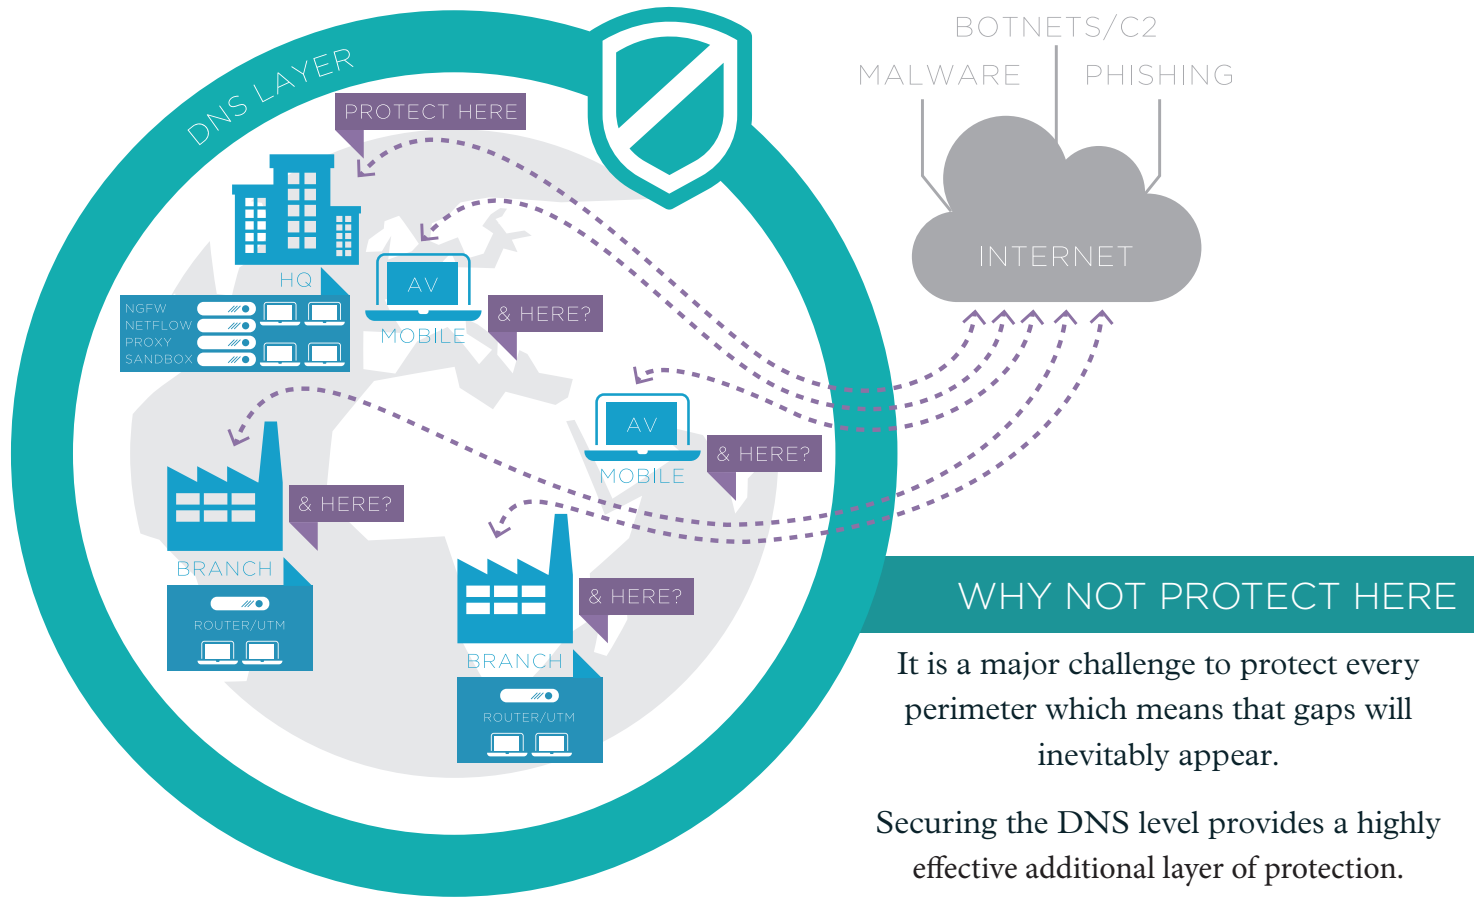 DNS LAYER
BOTNETS/C2
MALWARE
PHISHING
INTERNET
PROTECT HERE
HQ
NGFW
NETFLOW
PROXY
SANDBOX
AV
MOBILE
& HERE?
AV
MOBILE
& HERE?
& HERE?
BRANCH
ROUTER/UTM
& HERE?
BRANCH
ROUTER/UTM
WHY NOT PROTECT HERE
It is a major challenge to protect every
perimeter which means that gaps will
inevitably appear.
Securing the DNS level provides a highly
effective additional layer of protection.